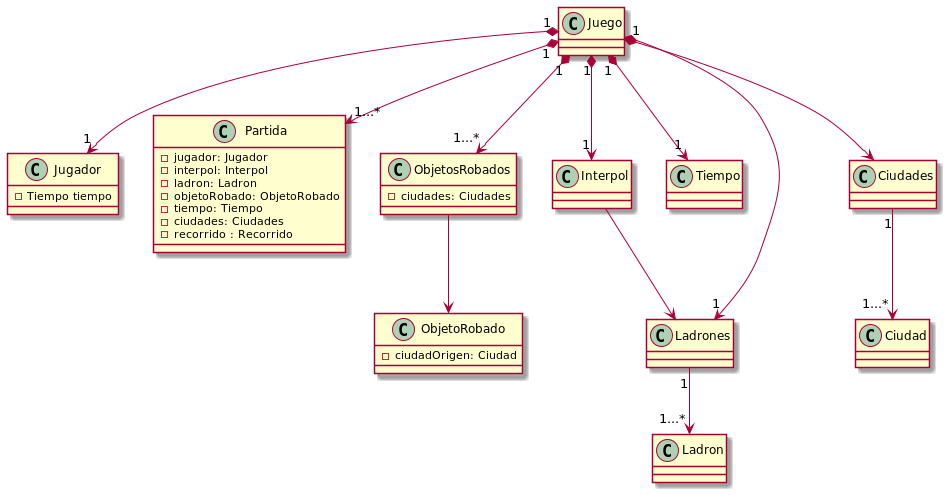 C Juego
1
1
1
1
1
1
1
1...*
1...*
1
1
1
C Jugador
Tiempo tiempo
C Partida
jugador: Jugador
interpol: Interpol
ladron: Ladron
objetoRobado: ObjetoRobado
tiempo: Tiempo
ciudades: Ciudades
recorrido : Recorrido
C ObjetosRobados
ciudades: Ciudades
C Interpol
C Tiempo
C Ciudades
1
1...*
1
C ObjetoRobado
ciudadOrigen: Ciudad
C Ladrones
C Ciudad
1
1...*
C Ladron